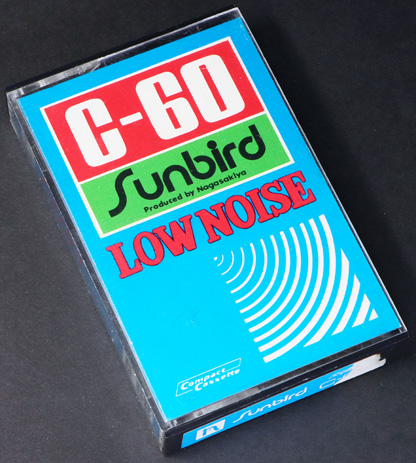 C-60
Sunbird
Produced by Nagasakiya
LOW NOISE
Compact
Cassette
A Sunbird